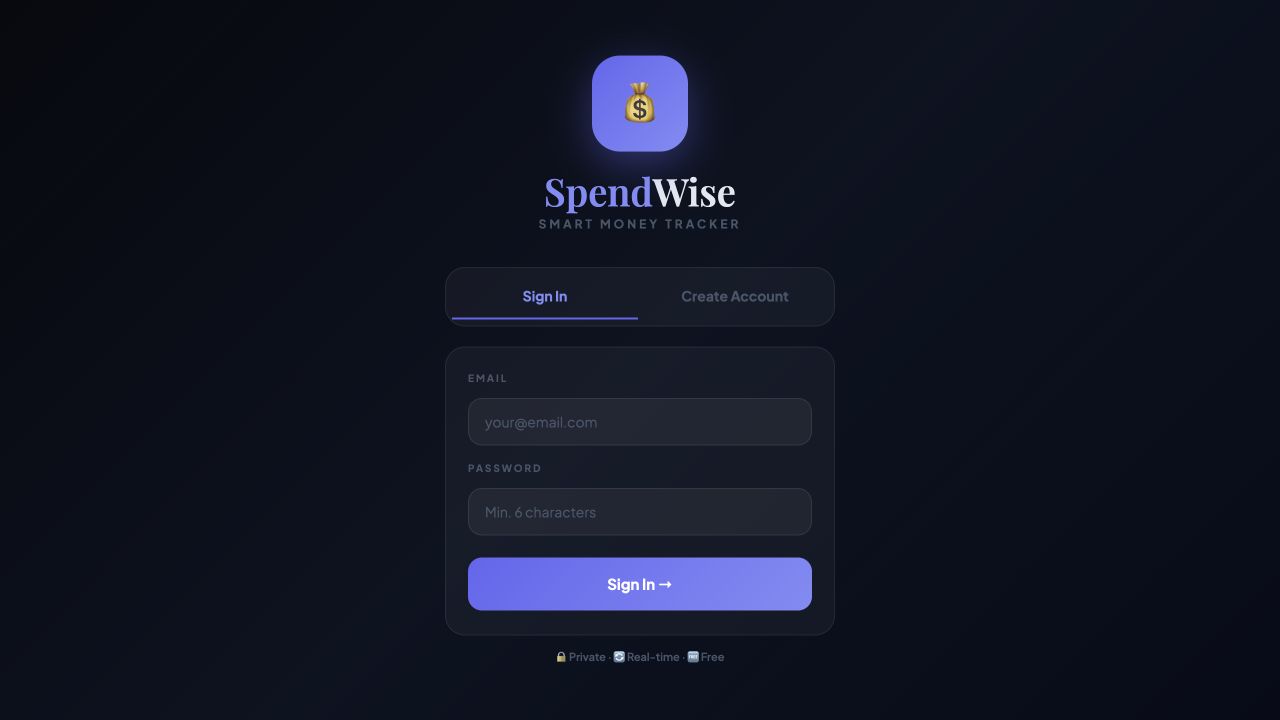 SpendWise
SMART MONEY TRACKER
Sign In
Create Account
EMAIL
your@email.com
PASSWORD
Min. 6 characters
Sign In →
🔒 Private · 🔄 Real-time · 🆓 Free